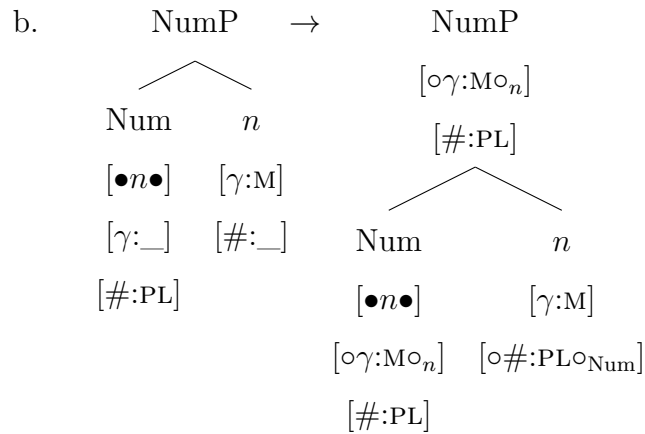 b. NumP → NumP
[○γ:M○ₙ]
[#:PL]
Num n
[●n●] [γ:M]
[γ:_] [#:_]
[#:PL]
Num n
[●n●] [γ:M]
[○γ:M○ₙ] [○#:PL○Num]
[#:PL]